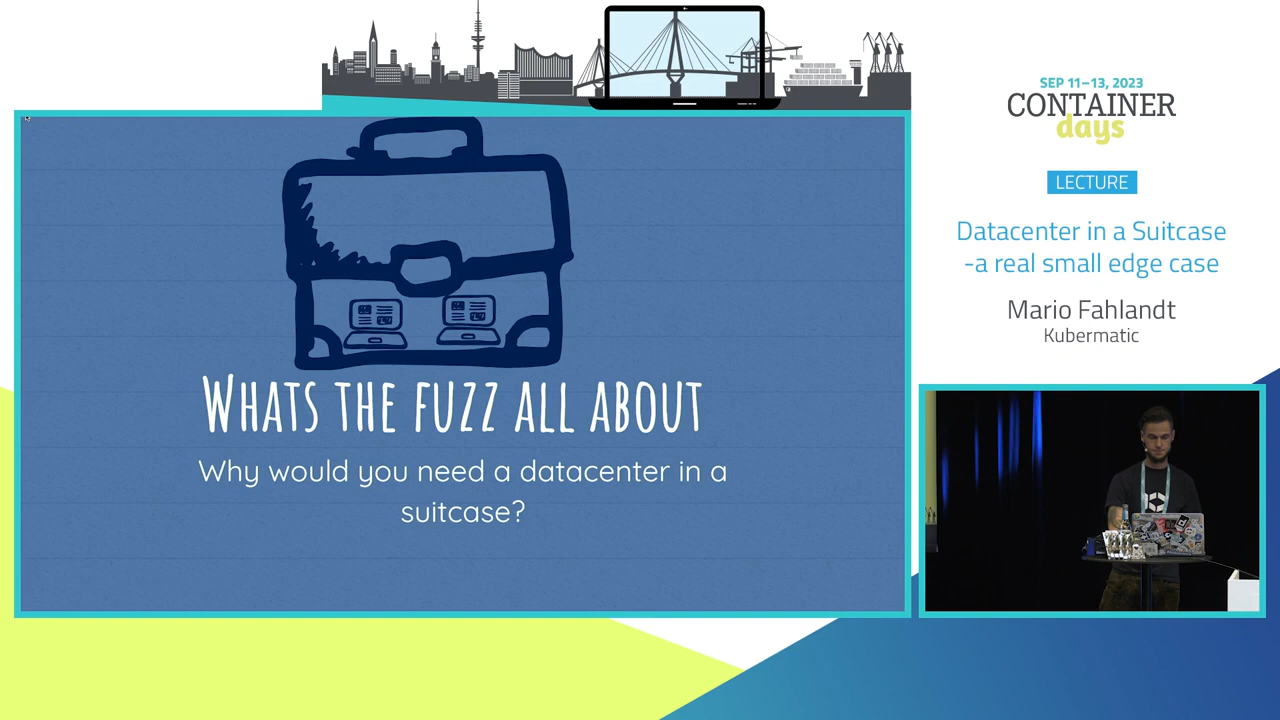 SEP 11–13, 2023
CONTAINER
days
LECTURE
Datacenter in a Suitcase
-a real small edge case
Mario Fahlandt
Kubermatic
WHATS THE FUZZ ALL ABOUT
Why would you need a datacenter in a
suitcase?